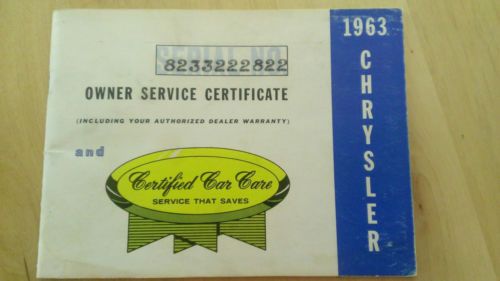 SERIAL NO.
8233222822
OWNER SERVICE CERTIFICATE
(INCLUDING YOUR AUTHORIZED DEALER WARRANTY)
and
Certified Car Care
SERVICE THAT SAVES
1963
CHRYSLER